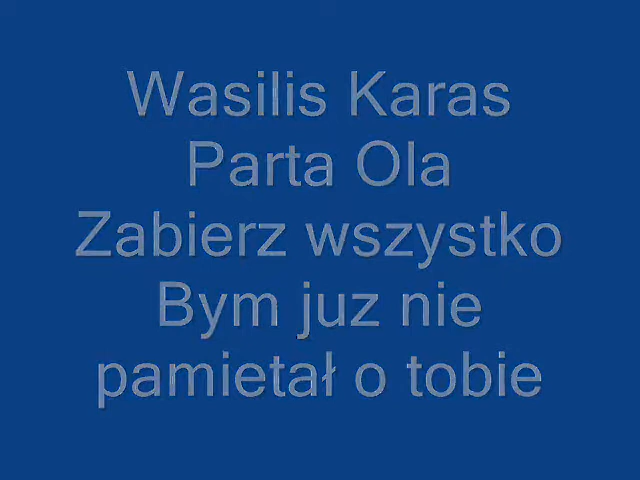 Wasilis Karas
Parta Ola
Zabierz wszystko
Bym juz nie
pamietał o tobie